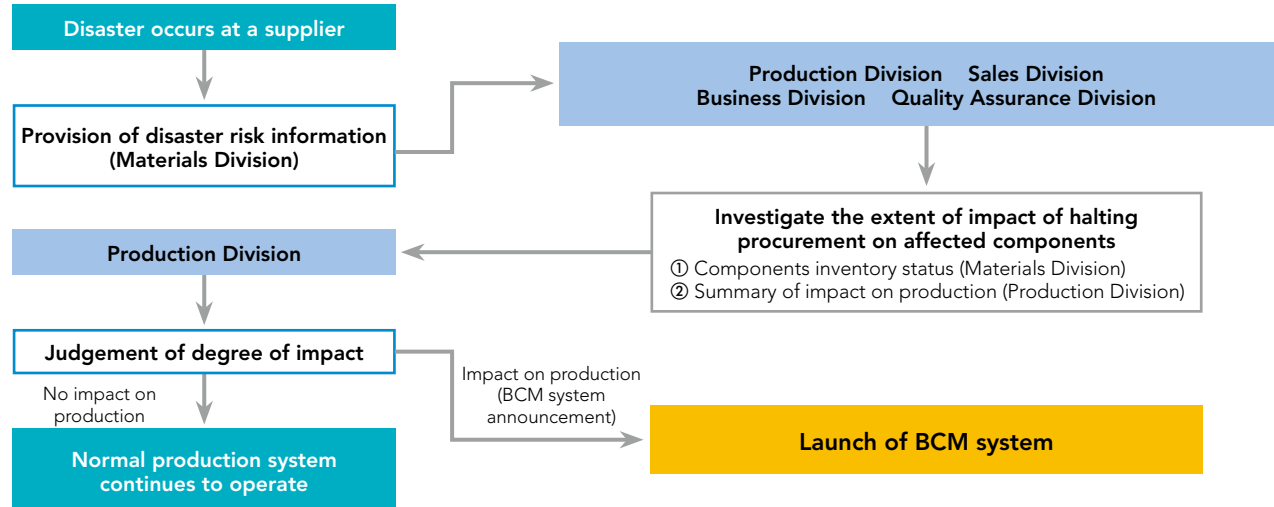 Disaster occurs at a supplier
Provision of disaster risk information
(Materials Division)
Production Division Sales Division
Business Division Quality Assurance Division
Investigate the extent of impact of halting
procurement on affected components
① Components inventory status (Materials Division)
② Summary of impact on production (Production Division)
Production Division
Judgement of degree of impact
No impact on
production
Impact on production
(BCM system
announcement)
Normal production system
continues to operate
Launch of BCM system